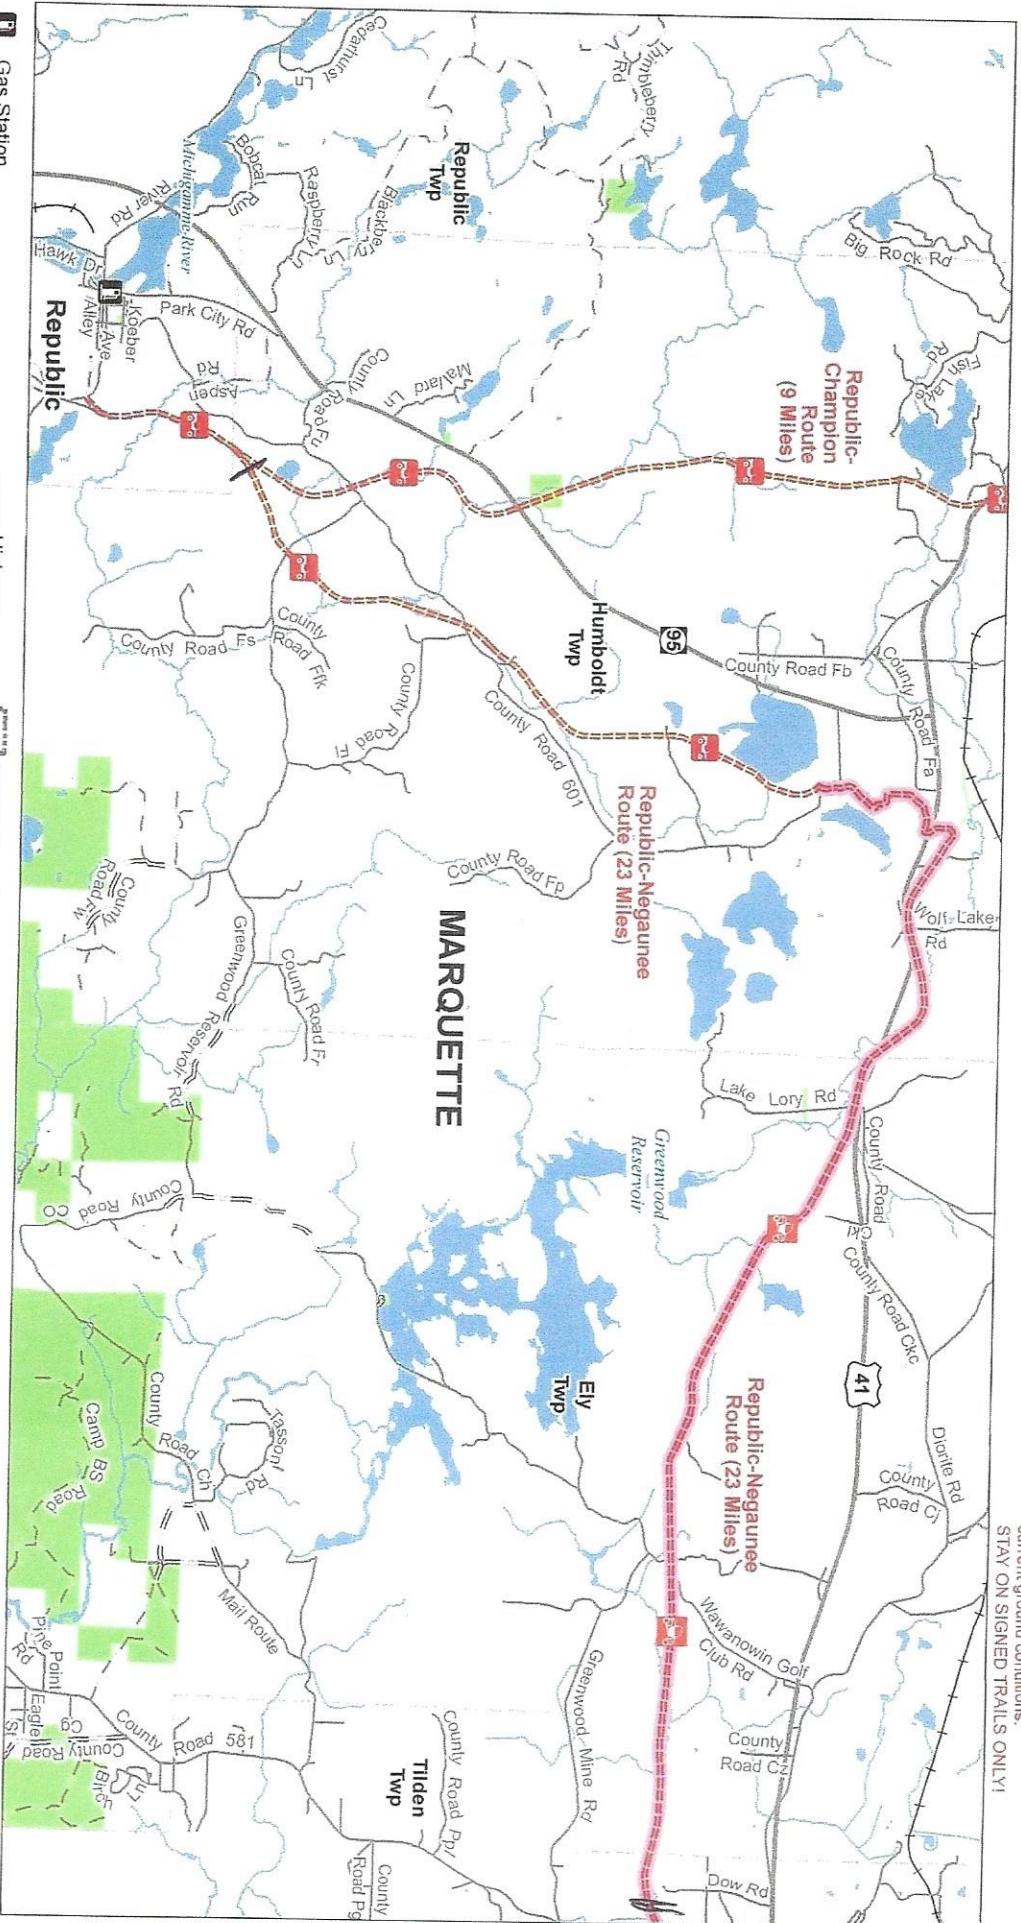 current ground conditions.
STAY ON SIGNED TRAILS ONLY!
Gas Station
Cedarhurst
Ln
Thimbleberry
Rd
Republic
Twp
Bobcat
Run
Michigamme River
River Rd
Raspberry Ln
Blackberry Ln
Big Rock Rd
Hawk Dr
Koeber
Ave
Alley
Park City Rd
Republic
Aspen
Rd
County
Road Fy
Mallard
Ln
Republic-
Champion
Route
(9 Miles)
Fish Lake
Rd
Humboldt
Twp
95
County Road Fb
County Road Fa
County Road Fs
County
Road Ffk
County Road Fl
County Road 601
Republic-Negaunee
Route (23 Miles)
County Road Fp
County
Road Fw
Greenwood Reservoir Rd
County Road Fr
MARQUETTE
Wolf Lake
Rd
Lake Lory Rd
County Road
Greenwood
Reservoir
County Road CO
County Road Ckc
41
Ely
Twp
Republic-Negaunee
Route (23 Miles)
Diorite Rd
County
Road Cj
Camp BS
Road
County Road Ch
Tasson
Rd
Mail Route
Wawanowin Golf
Club Rd
Greenwood Mine Rd
County
Road Cz
Pine Point
Rd
Eagle
St
County Road
Cg
County Road 581
Birch
Ln
Tilden
Twp
County Road Pp
County
Road Pg
Dow Rd